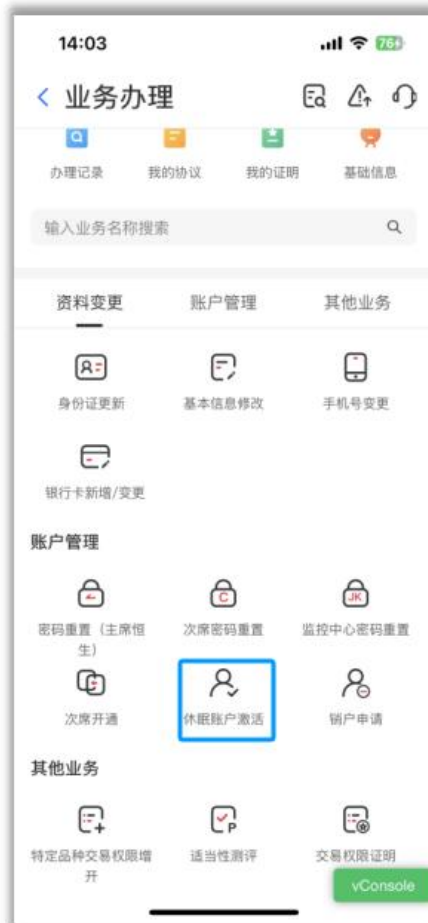 14:03
76
业务办理
办理记录
我的协议
我的证明
基础信息
输入业务名称搜索
资料变更
账户管理
其他业务
身份证更新
基本信息修改
手机号变更
银行卡新增/变更
账户管理
密码重置（主席恒
生）
C
次席密码重置
JK
监控中心密码重置
次席开通
休眠账户激活
销户申请
其他业务
特定品种交易权限增
开
P
适当性测评
交易权限证明
vConsole